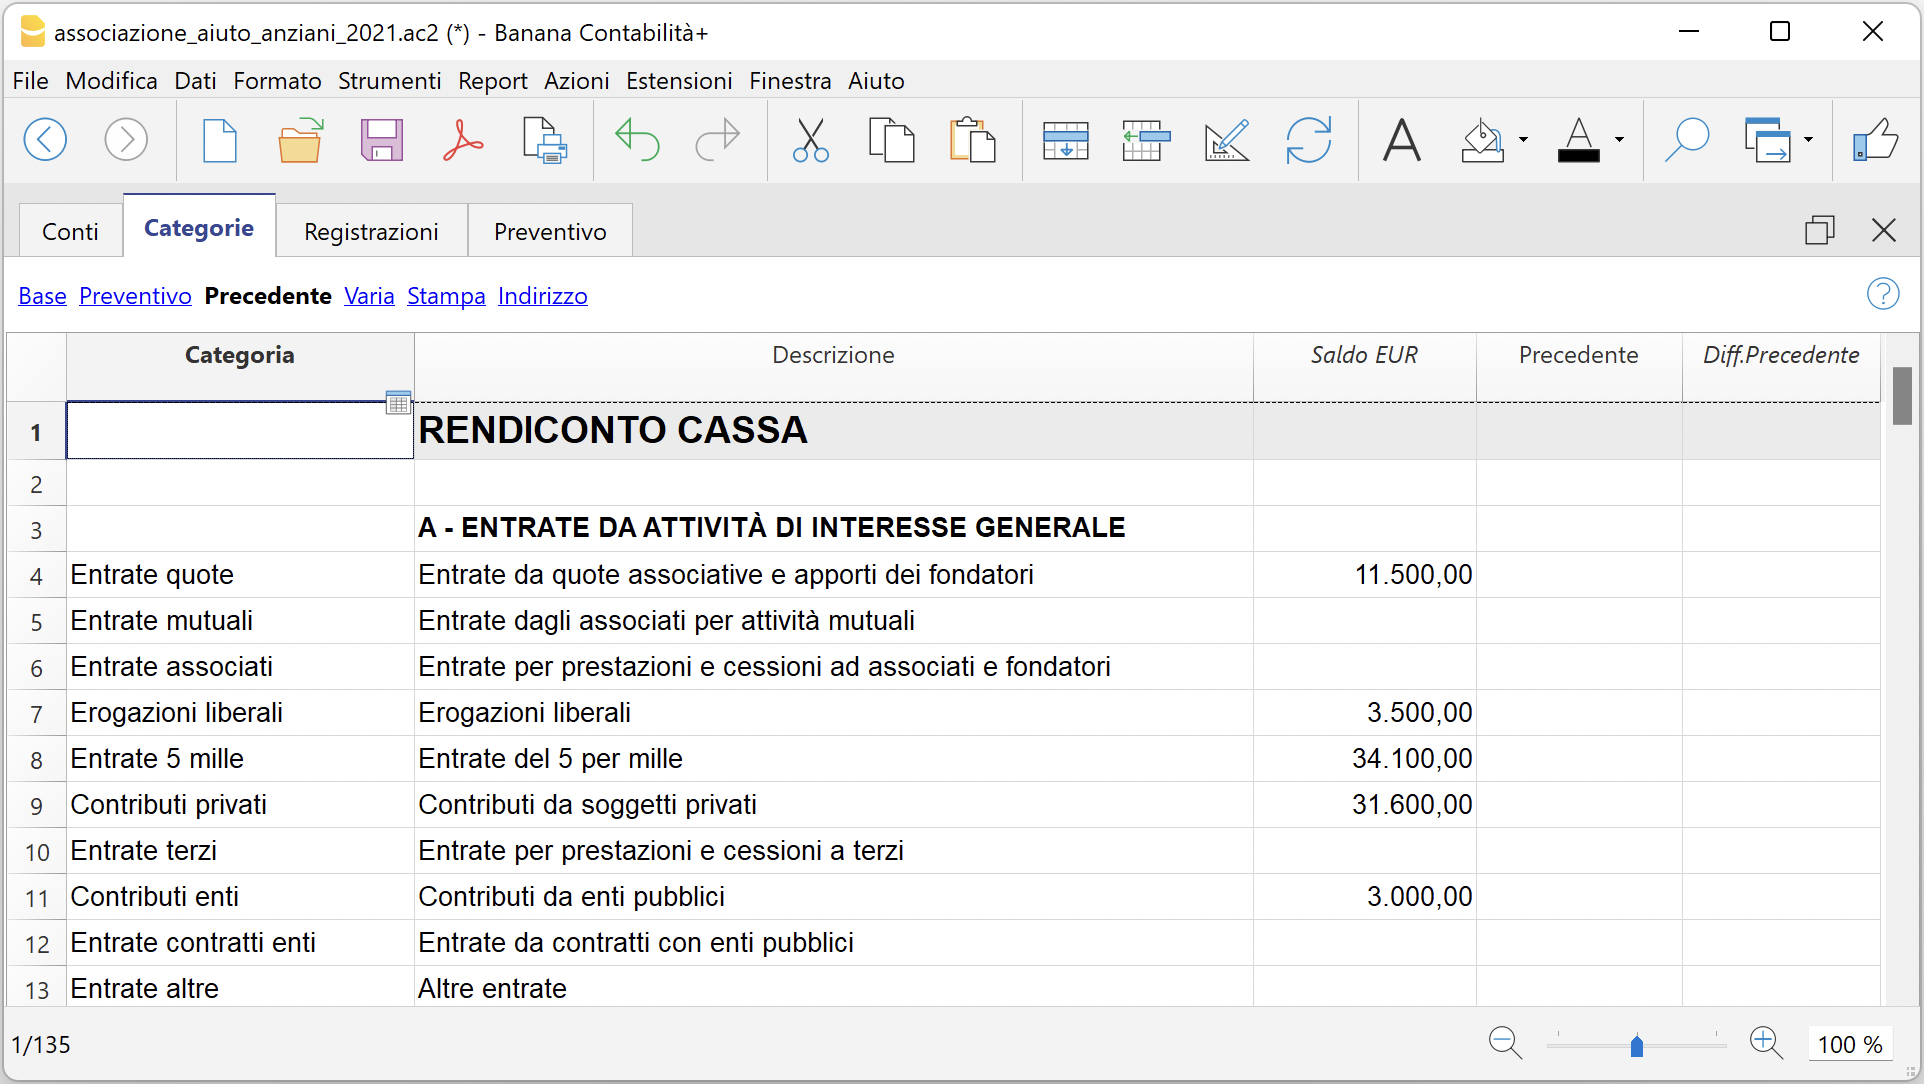 associazione_aiuto_anziani_2021.ac2 (*) - Banana Contabilità+
File Modifica Dati Formato Strumenti Report Azioni Estensioni Finestra Aiuto
Conti Categorie Registrazioni Preventivo
Base Preventivo Precedente Varia Stampa Indirizzo
Categoria Descrizione Saldo EUR Precedente Diff.Precedente
1 RENDICONTO CASSA
2
3 A - ENTRATE DA ATTIVITÀ DI INTERESSE GENERALE
4 Entrate quote Entrate da quote associative e apporti dei fondatori 11.500,00
5 Entrate mutuali Entrate dagli associati per attività mutuali
6 Entrate associati Entrate per prestazioni e cessioni ad associati e fondatori
7 Erogazioni liberali Erogazioni liberali 3.500,00
8 Entrate 5 mille Entrate del 5 per mille 34.100,00
9 Contributi privati Contributi da soggetti privati 31.600,00
10 Entrate terzi Entrate per prestazioni e cessioni a terzi
11 Contributi enti Contributi da enti pubblici 3.000,00
12 Entrate contratti enti Entrate da contratti con enti pubblici
13 Entrate altre Altre entrate
1/135 100 %